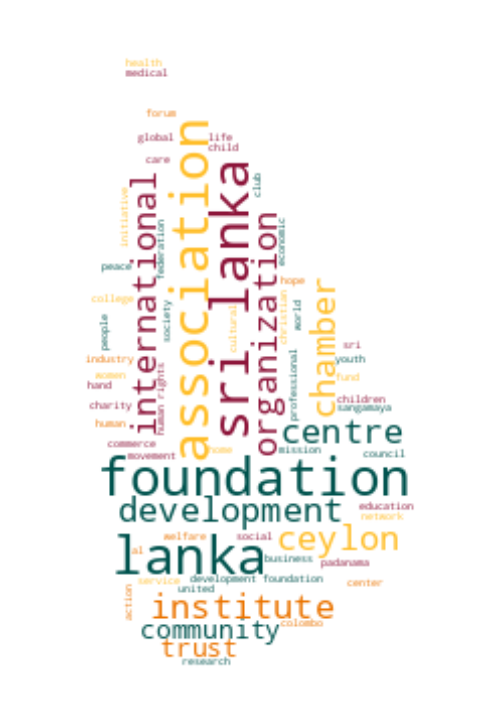 health
medical
forum
global
life
child
care
association
sri lanka
international
club
initiative
organization
federation
economic
peace
hope
chamber
college
christian
world
society
cultural
people
sri
professional
industry
youth
human rights
women
fund
hand
children
charity
sangamaya
human
centre
commerce
home
mission
movement
council
foundation
development
education
network
lanka
welfare
social
ceylon
al
business
padanama
service
development foundation
center
united
action
institute
colombo
community
trust
research